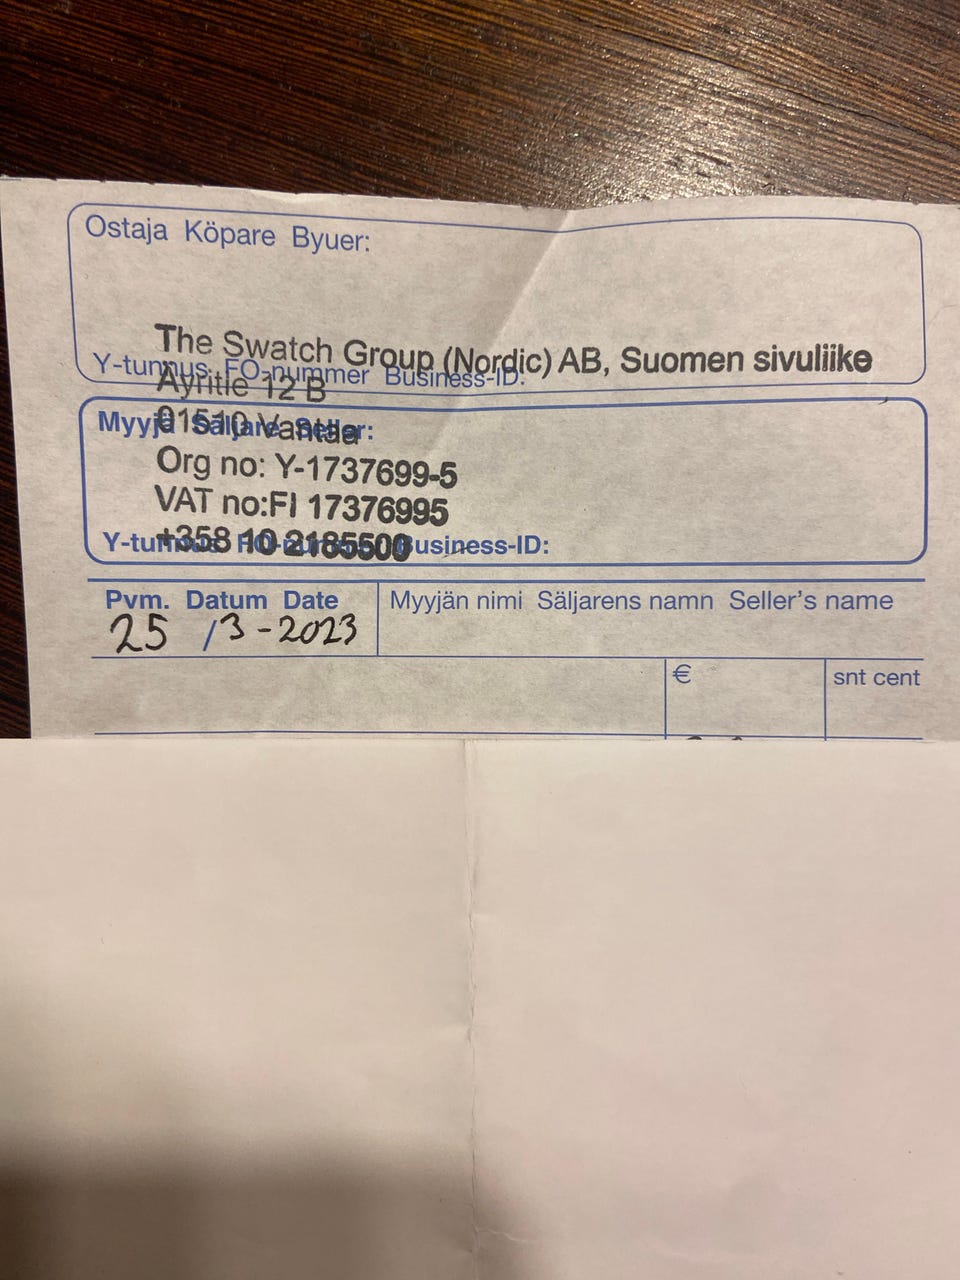 Ostaja Köpare Byuer:
The Swatch Group (Nordic) AB, Suomen sivuliike
Y-tunnus FO-nummer Business-ID:
Äyritie 12 B
Myyjä Säljare Seller:
01510 Vantaa
Org no: Y-1737699-5
VAT no:FI 17376995
+358 10 2185500
Y-tunnus FO-nummer Business-ID:
Pvm. Datum Date
25 /3-2023
Myyjän nimi Säljarens namn Seller's name
€
snt cent